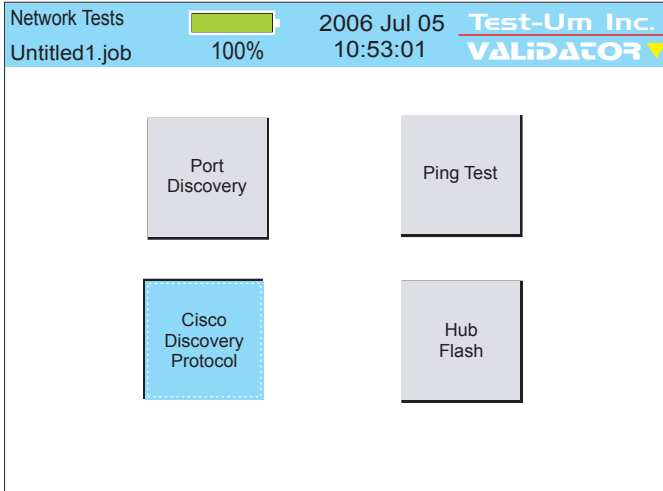 Network Tests
2006 Jul 05
Test-Um Inc.
Untitled1.job
100%
10:53:01
VALiDATOR
Port
Discovery
Ping Test
Cisco
Discovery
Protocol
Hub
Flash